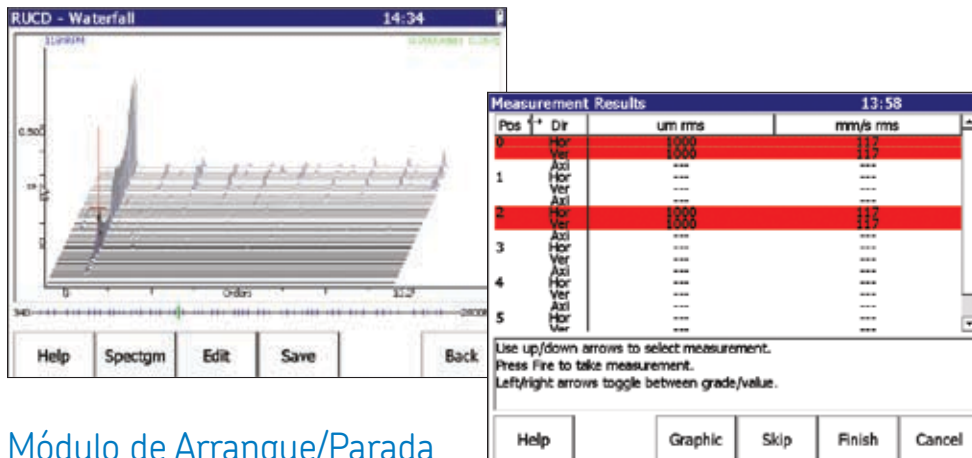 RUCD - Waterfall 14:34
0.500
0 Orders
Help Spectgm Edit Save Back
Measurement Results 13:58
Pos Dir um rms mm/s rms
0 Hor 1000 117
Ver 1000 117
Axi --- ---
1 Hor --- ---
Ver --- ---
Axi --- ---
2 Hor 1000 117
Ver 1000 117
Axi --- ---
3 Hor --- ---
Ver --- ---
Axi --- ---
4 Hor --- ---
Ver --- ---
Axi --- ---
5 Hor --- ---
Ver --- ---
Use up/down arrows to select measurement.
Press Fire to take measurement.
Left/right arrows toggle between grade/value.
Help Graphic Skip Finish Cancel
Módulo de Arranque/Parada